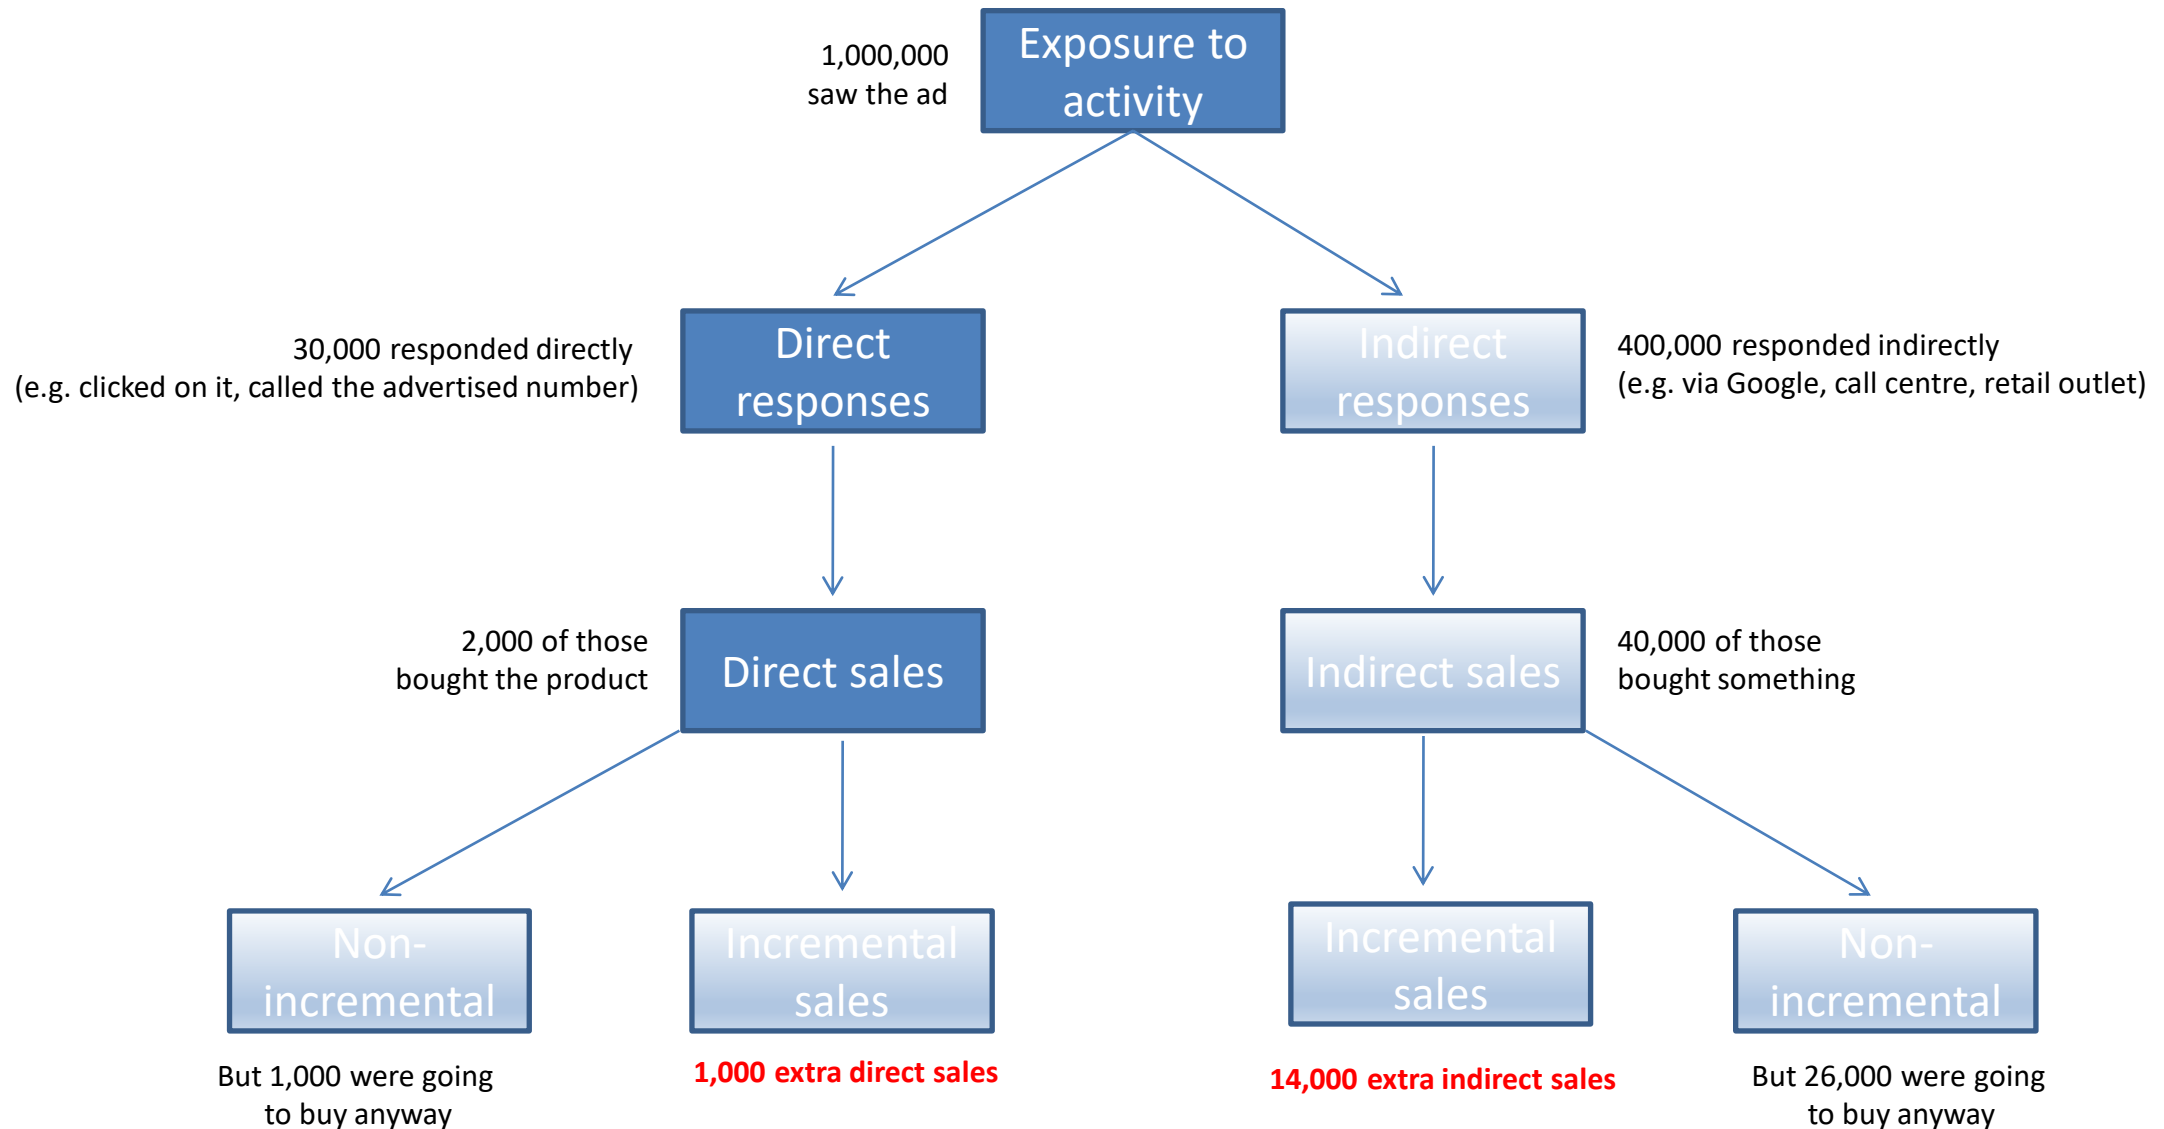 1,000,000
saw the ad
Exposure to
activity
30,000 responded directly
(e.g. clicked on it, called the advertised number)
Direct
responses
Indirect
responses
400,000 responded indirectly
(e.g. via Google, call centre, retail outlet)
2,000 of those
bought the product
Direct sales
Indirect sales
40,000 of those
bought something
Non-
incremental
Incremental
sales
Incremental
sales
Non-
incremental
But 1,000 were going
to buy anyway
1,000 extra direct sales
14,000 extra indirect sales
But 26,000 were going
to buy anyway